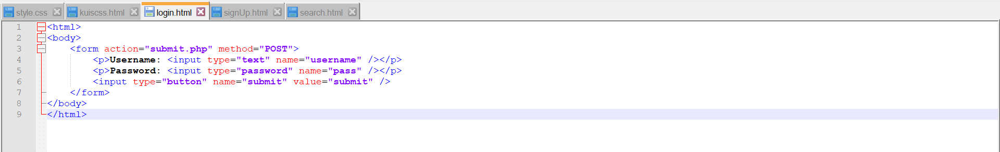 style.css kuiscss.html login.html signUp.html search.html
1 <html>
2 <body>
3     <form action="submit.php" method="POST">
4         <p>Username: <input type="text" name="username" /></p>
5         <p>Password: <input type="password" name="pass" /></p>
6         <input type="button" name="submit" value="submit" />
7     </form>
8 </body>
9 </html>